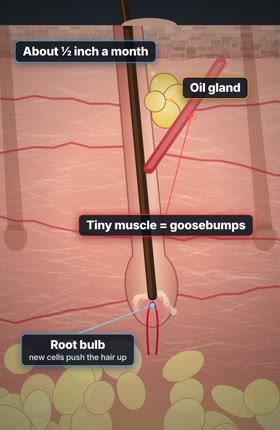 About ½ inch a month
Oil gland
Tiny muscle = goosebumps
Root bulb
new cells push the hair up